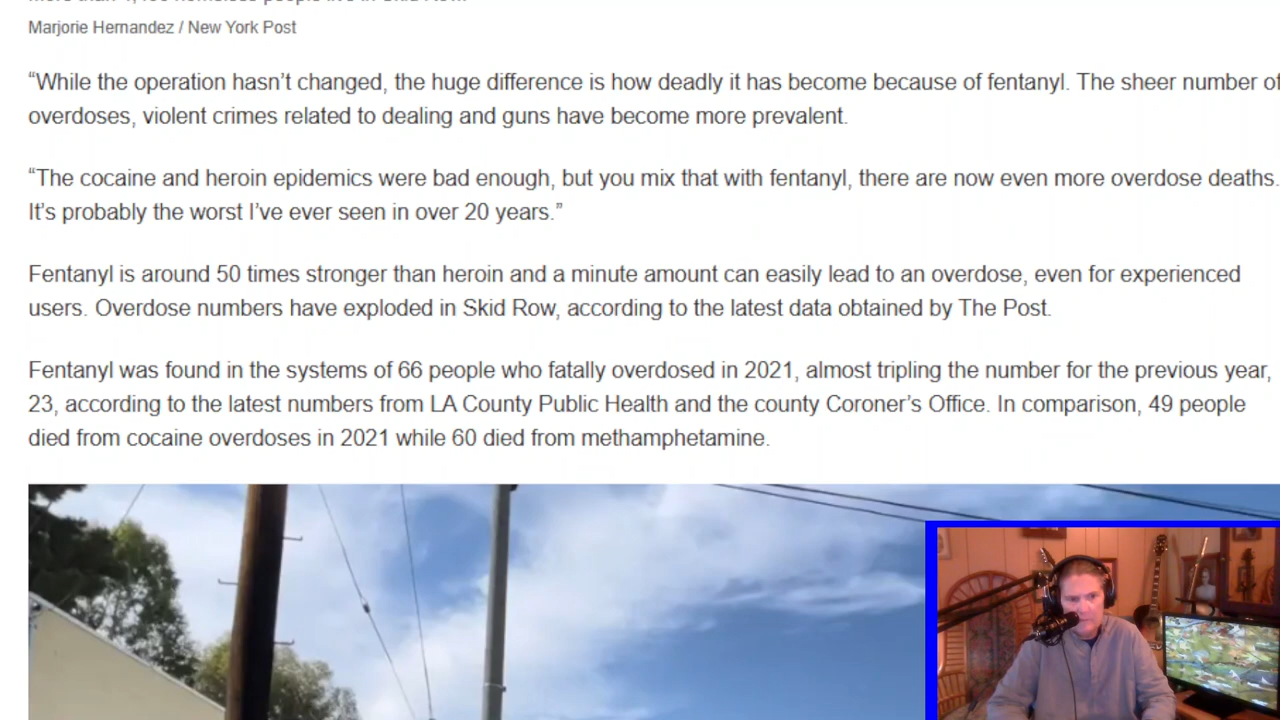 Marjorie Hernandez / New York Post
“While the operation hasn’t changed, the huge difference is how deadly it has become because of fentanyl. The sheer number of
overdoses, violent crimes related to dealing and guns have become more prevalent.
“The cocaine and heroin epidemics were bad enough, but you mix that with fentanyl, there are now even more overdose deaths.
It’s probably the worst I’ve ever seen in over 20 years.”
Fentanyl is around 50 times stronger than heroin and a minute amount can easily lead to an overdose, even for experienced
users. Overdose numbers have exploded in Skid Row, according to the latest data obtained by The Post.
Fentanyl was found in the systems of 66 people who fatally overdosed in 2021, almost tripling the number for the previous year,
23, according to the latest numbers from LA County Public Health and the county Coroner’s Office. In comparison, 49 people
died from cocaine overdoses in 2021 while 60 died from methamphetamine.